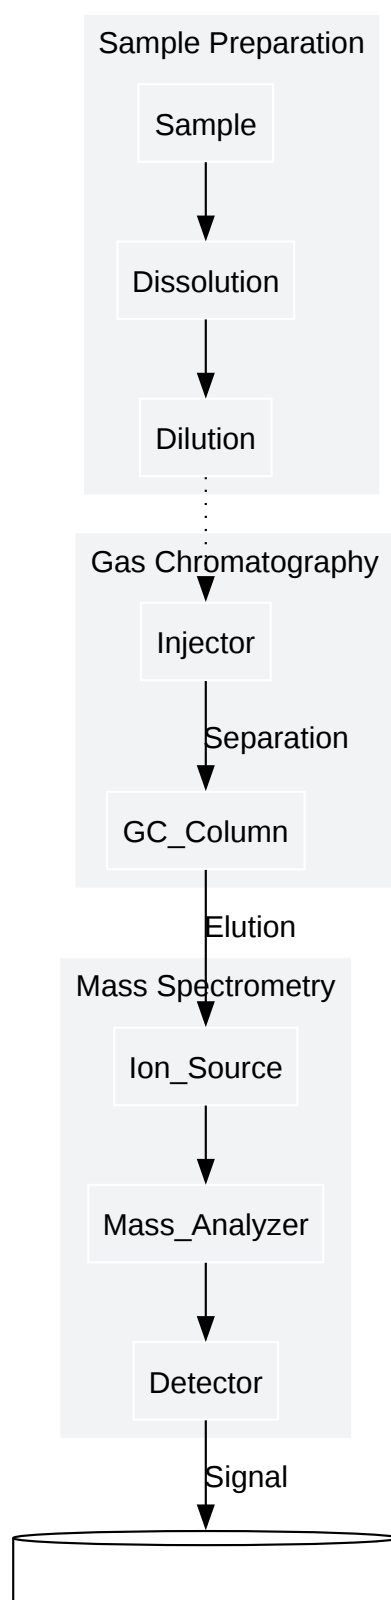 Sample Preparation
Sample
Dissolution
Dilution
Gas Chromatography
Injector
Separation
GC_Column
Elution
Mass Spectrometry
Ion_Source
Mass_Analyzer
Detector
Signal